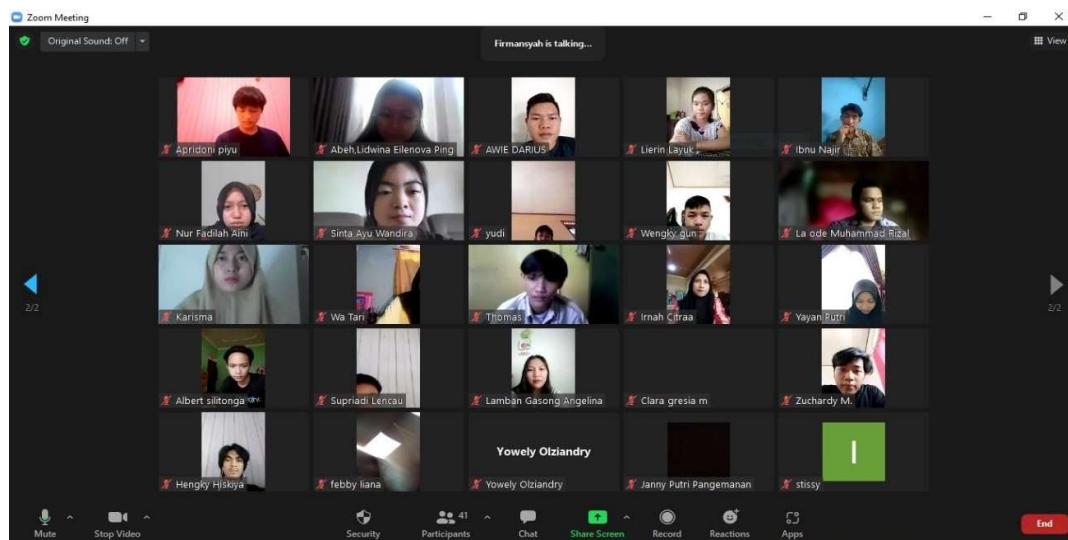 Zoom Meeting
Original Sound: Off
Firmansyah is talking...
View
Apridoni piyu
Abeh,Lidwina Eilenova Ping
AWIE DARIUS
Lierin Layuk
Ibnu Najir
Nur Fadilah Aini
Sinta Ayu Wandira
yudi
Wengky gun
La ode Muhammad Rizal
Karisma
Wa Tari
Thomas
Irnah Citraa
Yayan Putri
2/2
2/2
Albert silitonga
Supriadi Lencau
Lamban Gasong Angelina
Clara gresia m
Zuchardy M.
Yowely Olziandry
I
Hengky Hiskiya
febby liana
Yowely Olziandry
Janny Putri Pangemanan
stissy
Mute
Stop Video
Security
Participants
41
Chat
Share Screen
Record
Reactions
Apps
End